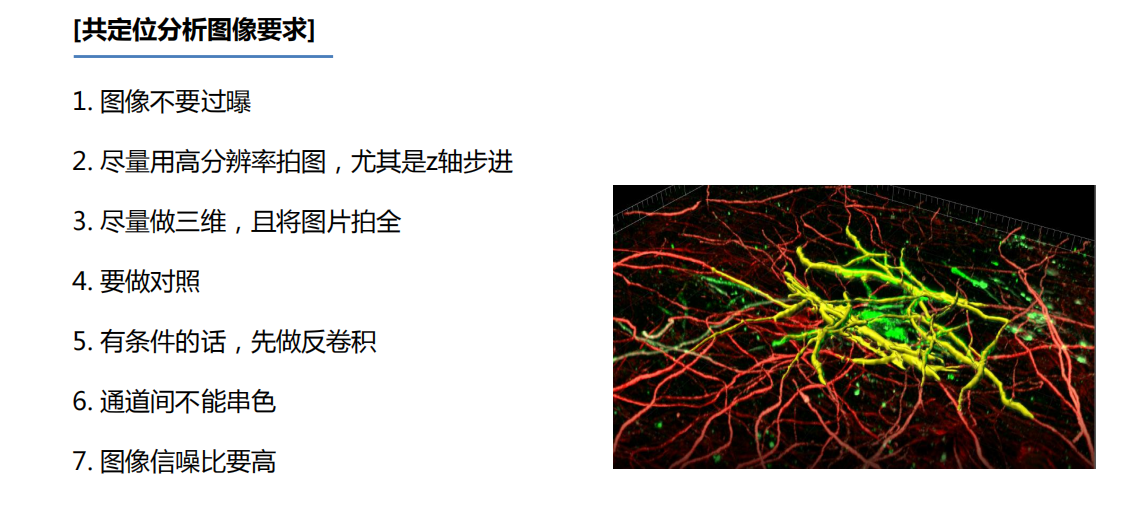 [共定位分析图像要求]
1. 图像不要过曝
2. 尽量用高分辨率拍图，尤其是z轴步进
3. 尽量做三维，且将图片拍全
4. 要做对照
5. 有条件的话，先做反卷积
6. 通道间不能串色
7. 图像信噪比要高